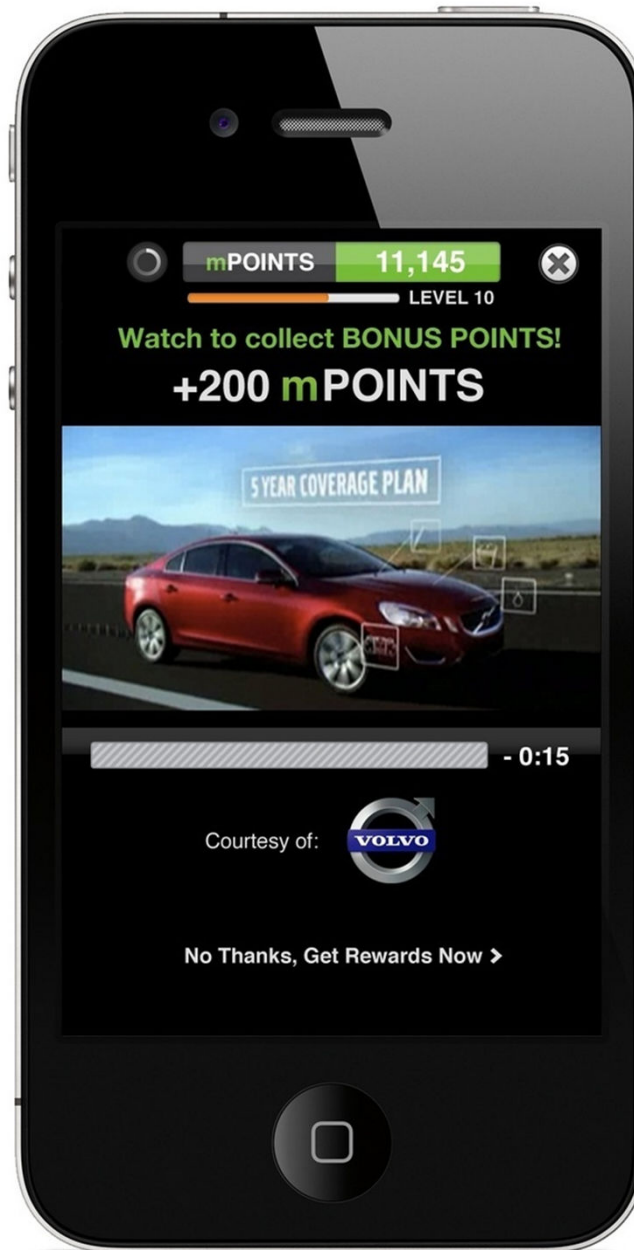 mPOINTS 11,145
LEVEL 10
Watch to collect BONUS POINTS!
+200 mPOINTS
5 YEAR COVERAGE PLAN
- 0:15
Courtesy of: VOLVO
No Thanks, Get Rewards Now >